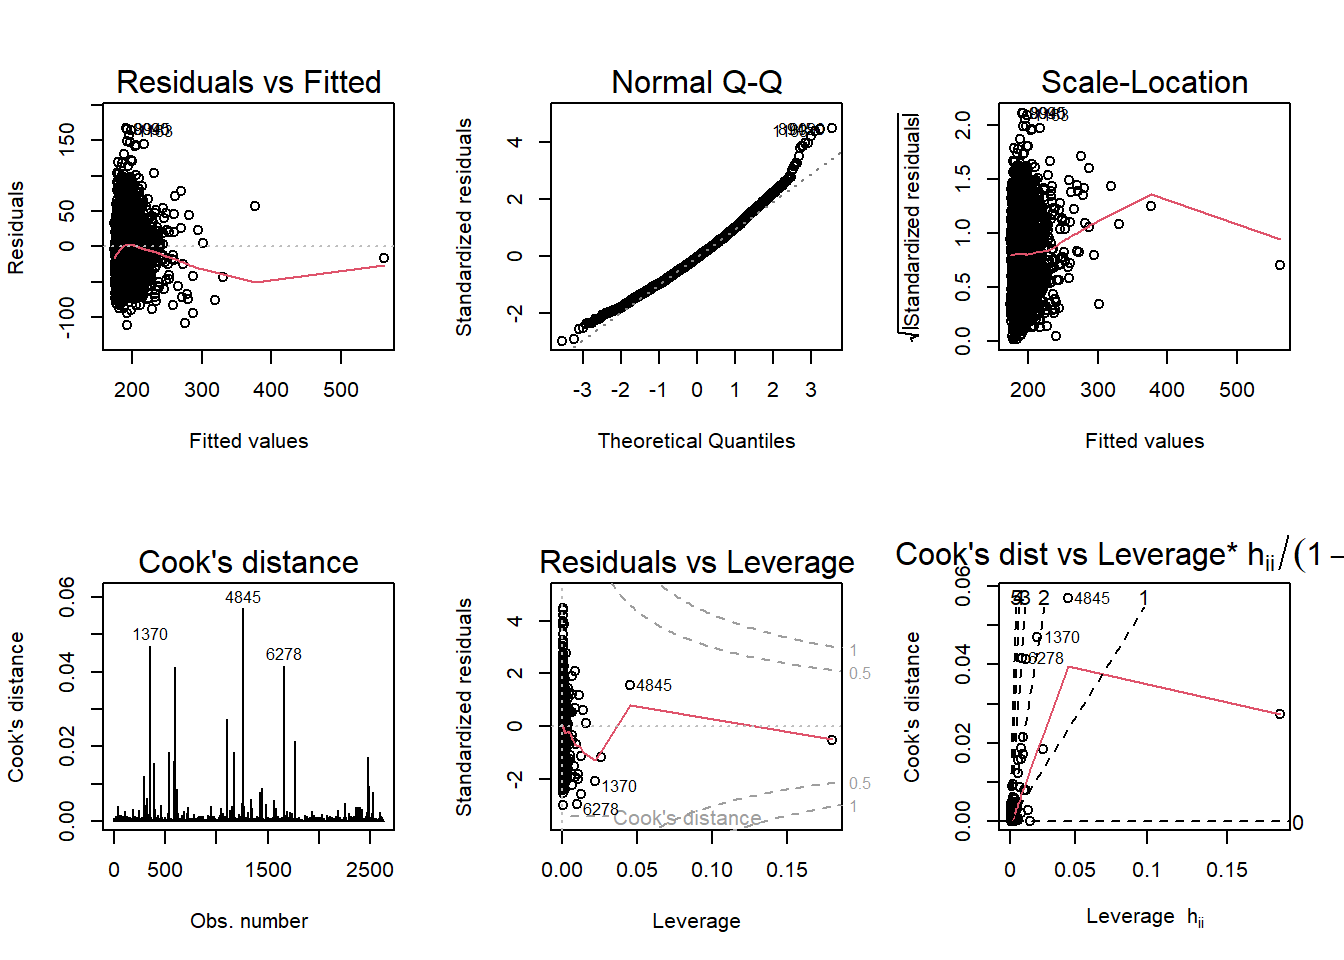 Residuals vs Fitted
Residuals
150
50
0
-100
200 300 400 500
Fitted values
Normal Q-Q
Standardized residuals
4
2
0
-2
-3 -2 -1 0 1 2 3
Theoretical Quantiles
Scale-Location
√|Standardized residuals|
2.0
1.5
1.0
0.5
0.0
200 300 400 500
Fitted values
Cook's distance
Cook's distance
0.06
0.04
0.02
0.00
4845
1370
6278
0 500 1500 2500
Obs. number
Residuals vs Leverage
Standardized residuals
4
2
0
-2
1
0.5
4845
1370
6278
0.5
1
Cook's distance
0.00 0.05 0.10 0.15
Leverage
Cook's dist vs Leverage* hii/(1 −
Cook's distance
0.06
0.04
0.02
0.00
2 1
4845
1370
6278
0
0 0.05 0.1 0.15
Leverage hii